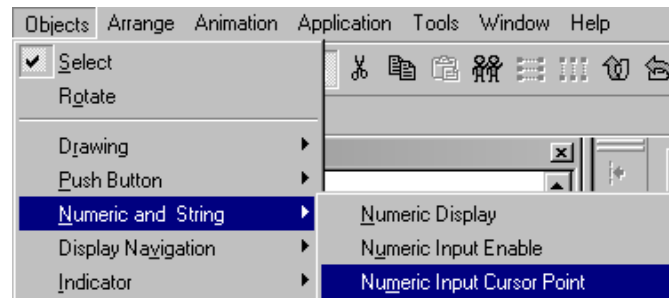 Objects Arrange Animation Application Tools Window Help
Select
Rotate
Drawing
Push Button
Numeric and String
Display Navigation
Indicator
Numeric Display
Numeric Input Enable
Numeric Input Cursor Point